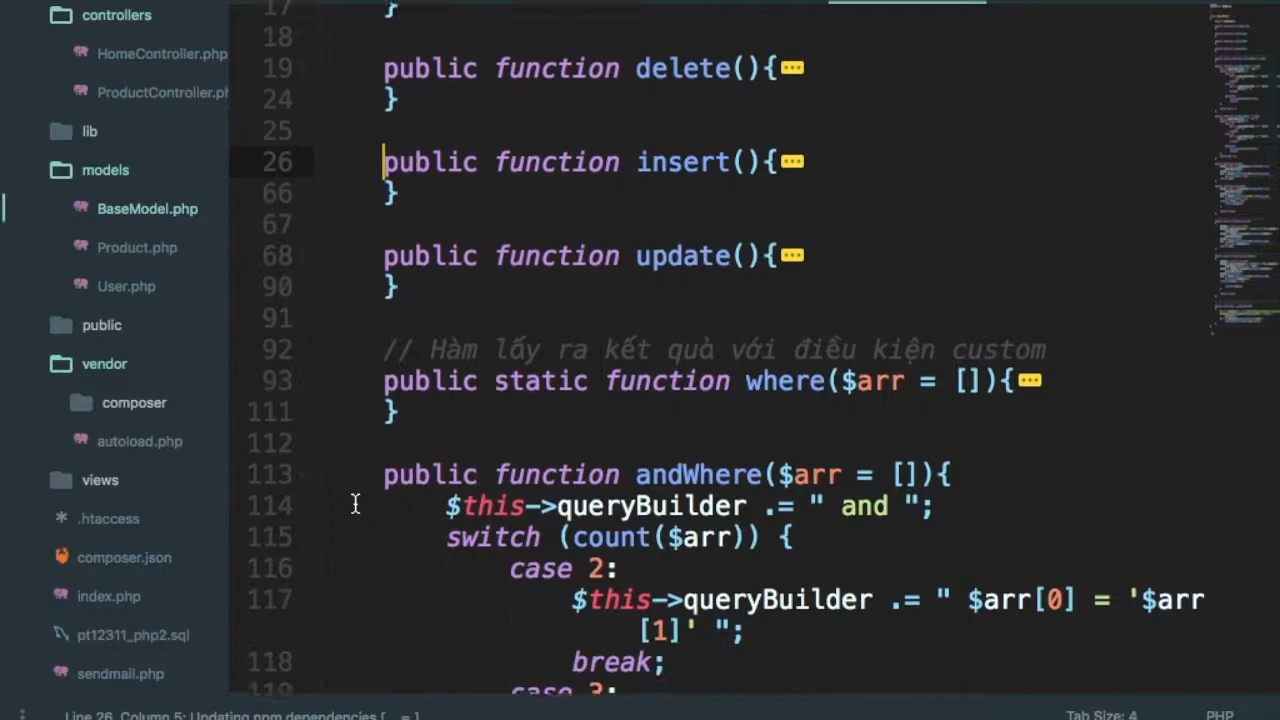 controllers
HomeController.php
ProductController.ph
lib
models
BaseModel.php
Product.php
User.php
public
vendor
composer
autoload.php
views
.htaccess
composer.json
index.php
pt12311_php2.sql
sendmail.php
17 }
18
19 public function delete(){
24 }
25
26 public function insert(){
66 }
67
68 public function update(){
90 }
91
92 // Hàm lấy ra kết quả với điều kiện custom
93 public static function where($arr = []){
111 }
112
113 public function andWhere($arr = []){
114 $this->queryBuilder .= " and ";
115 switch (count($arr)) {
116 case 2:
117 $this->queryBuilder .= " $arr[0] = '$arr
[1]' ";
118 break;
119 case 3:
Line 26, Column 5; Updating npm dependencies [ = ]
Tab Size: 4
PHP